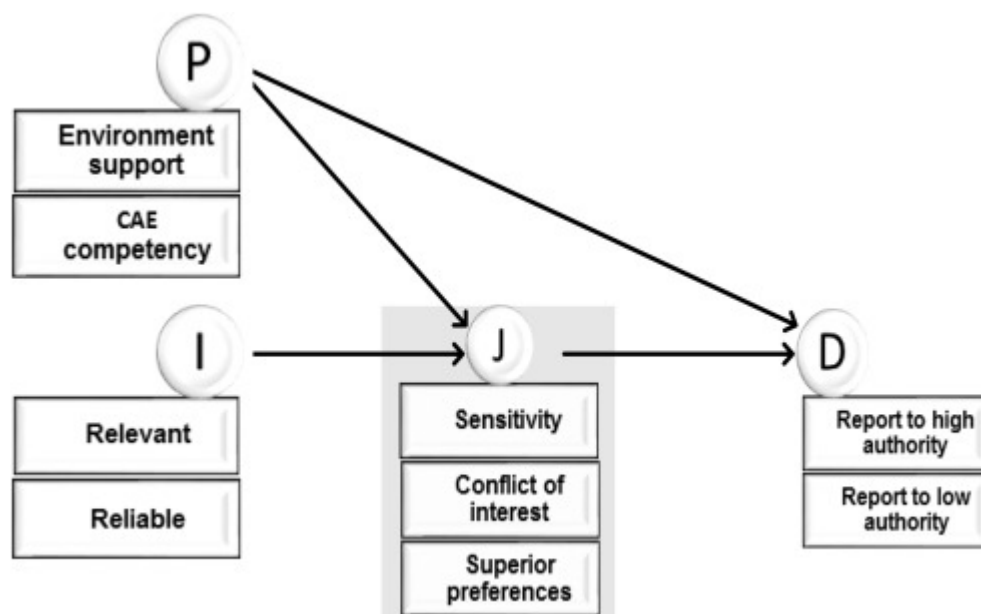 P
Environment
support
CAE
competency
I
Relevant
Reliable
J
Sensitivity
Conflict of
interest
Superior
preferences
D
Report to high
authority
Report to low
authority